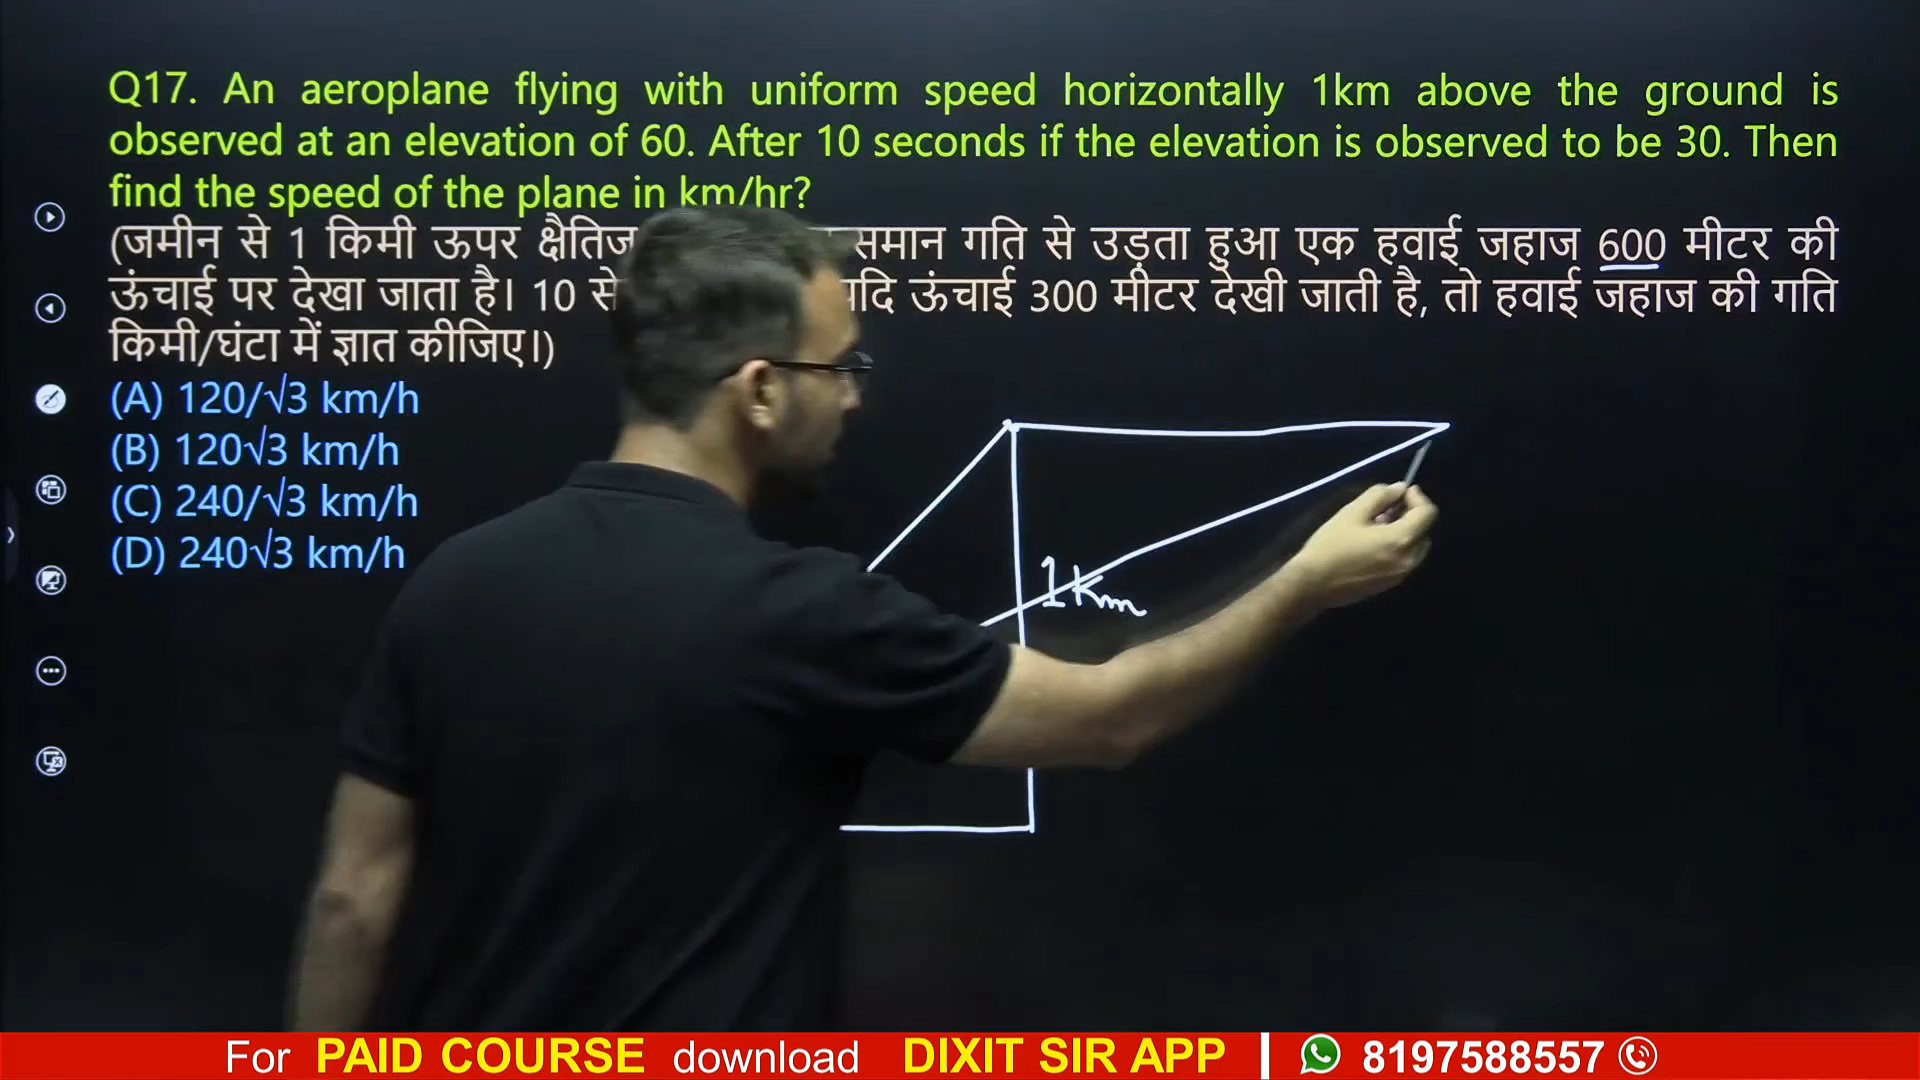 Q17. An aeroplane flying with uniform speed horizontally 1km above the ground is
observed at an elevation of 60. After 10 seconds if the elevation is observed to be 30. Then
find the speed of the plane in km/hr?
(जमीन से 1 किमी ऊपर समान गति से उड़ता हुआ एक हवाई जहाज 600 मीटर की
ऊंचाई पर देखा जाता है। 10 ऊंचाई 300 मीटर देखी जाती है, तो हवाई जहाज की गति
किमी/घंटा में ज्ञात कीजिए।)
(A) 120/√3 km/h
(B) 120√3 km/h
(C) 240/√3 km/h
(D) 240√3 km/h
1km
For PAID COURSE download DIXIT SIR APP | 8197588557